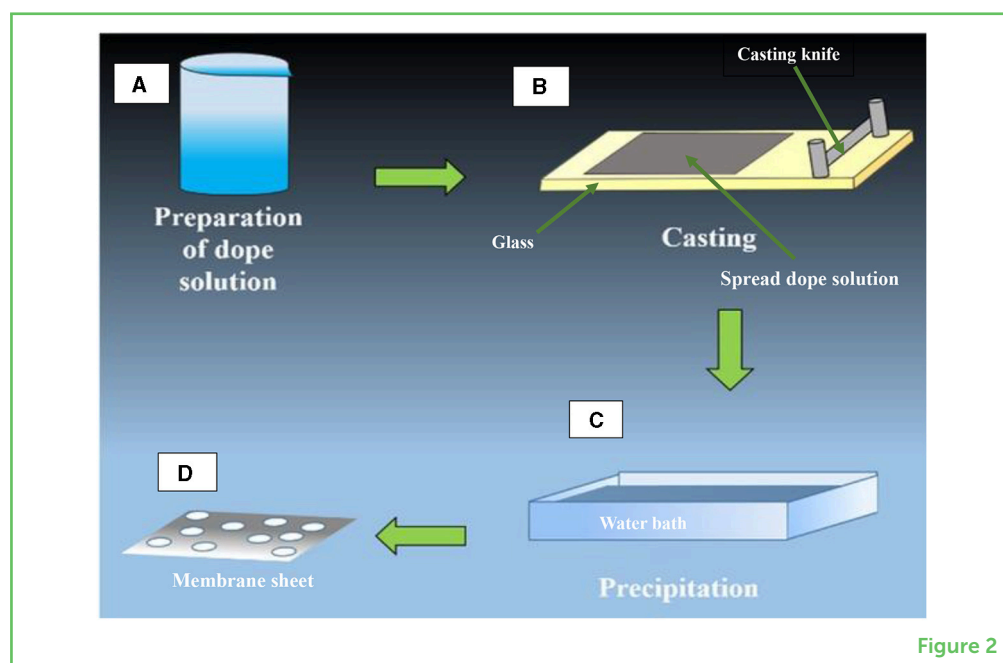 A
Preparation
of dope
solution
B
Casting knife
Glass
Casting
Spread dope solution
C
Water bath
Precipitation
D
Membrane sheet
Figure 2